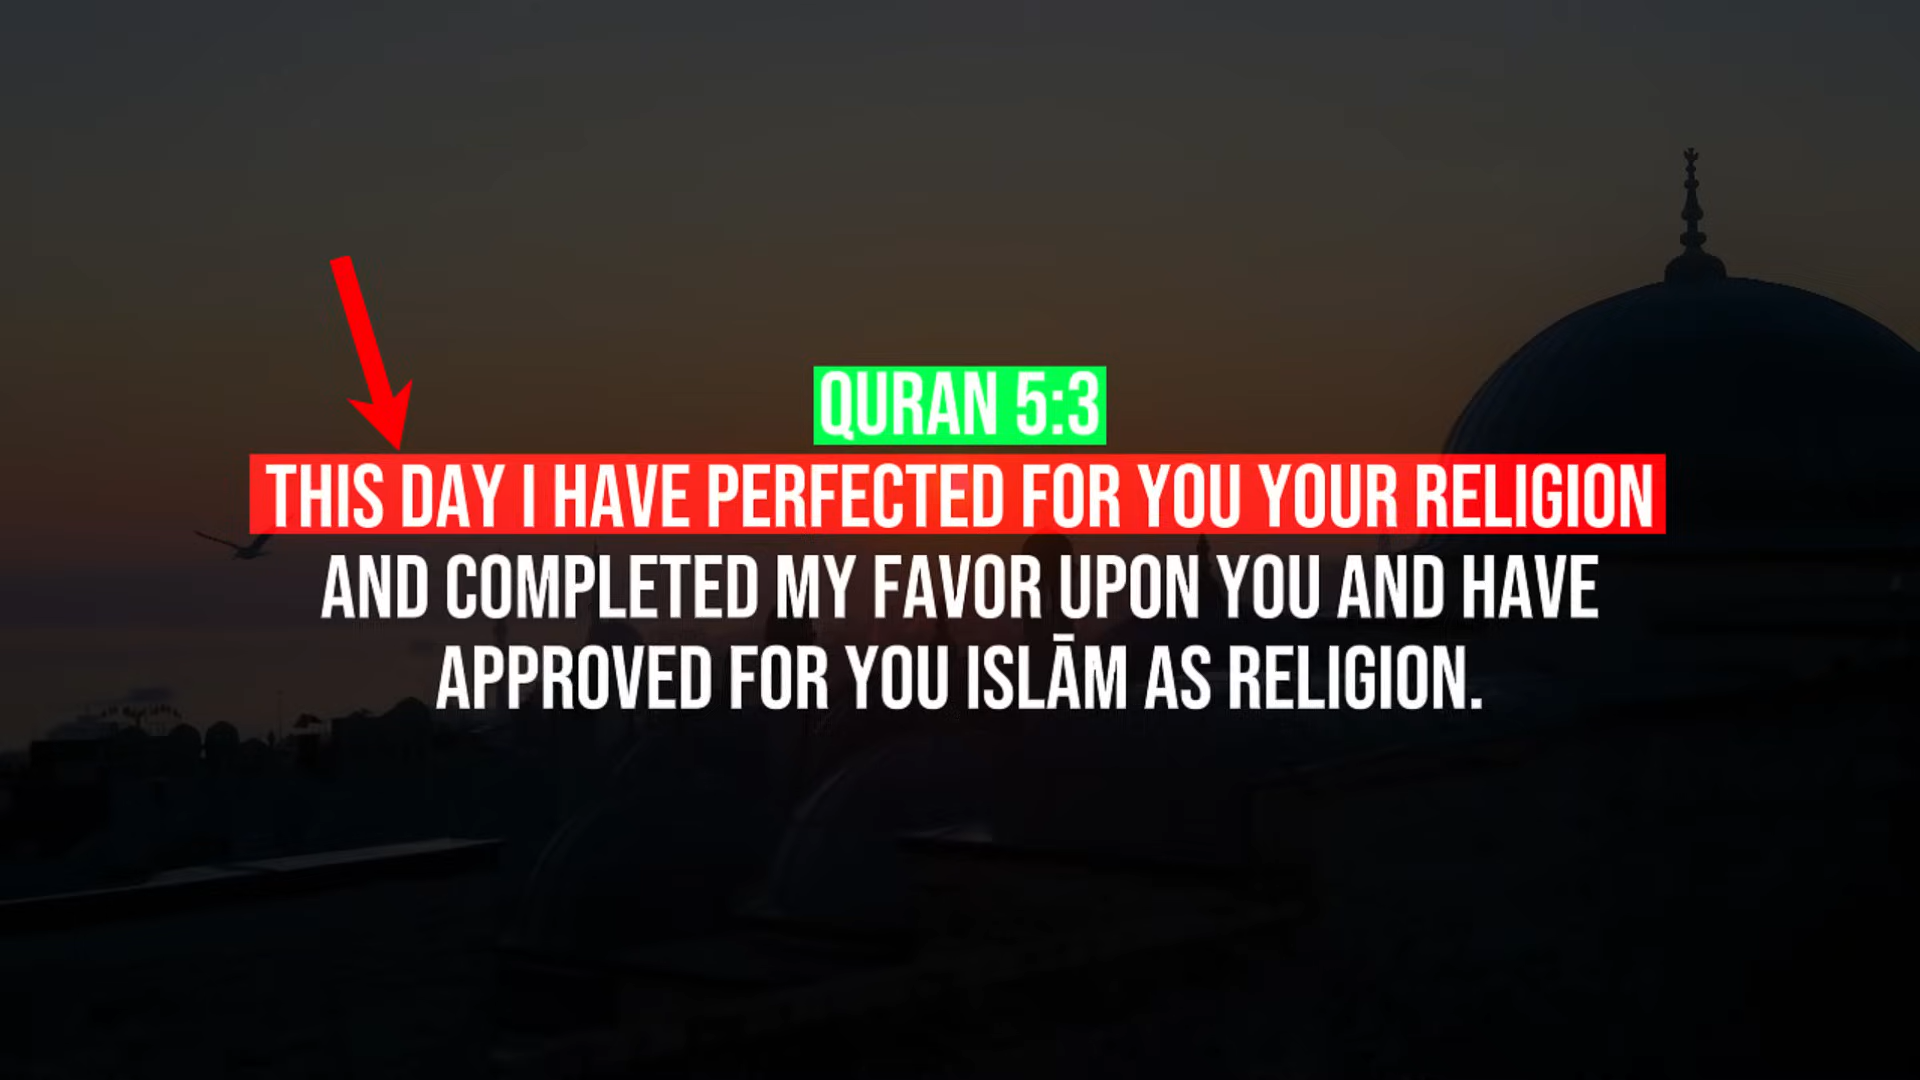 QURAN 5:3
THIS DAY I HAVE PERFECTED FOR YOU YOUR RELIGION
AND COMPLETED MY FAVOR UPON YOU AND HAVE
APPROVED FOR YOU ISLĀM AS RELIGION.